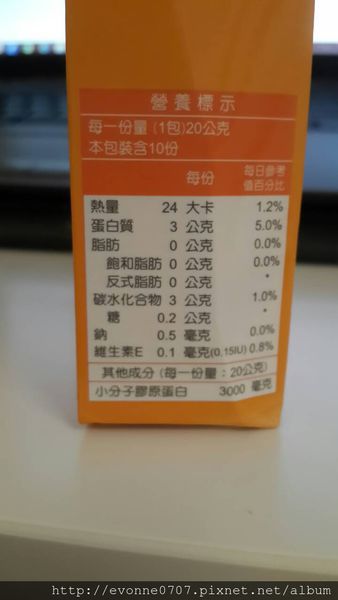 營養標示
每一份量 (1包)20公克
本包裝含10份
每份 每日參考值百分比
熱量 24 大卡 1.2%
蛋白質 3 公克 5.0%
脂肪 0 公克 0.0%
飽和脂肪 0 公克 0.0%
反式脂肪 0 公克 *
碳水化合物 3 公克 1.0%
糖 0.2 公克 *
鈉 0.5 毫克 0.0%
維生素E 0.1 毫克(0.15IU) 0.8%
其他成分 (每一份量：20公克)
小分子膠原蛋白 3000 毫克
http://evonne0707.pixnet.net/album